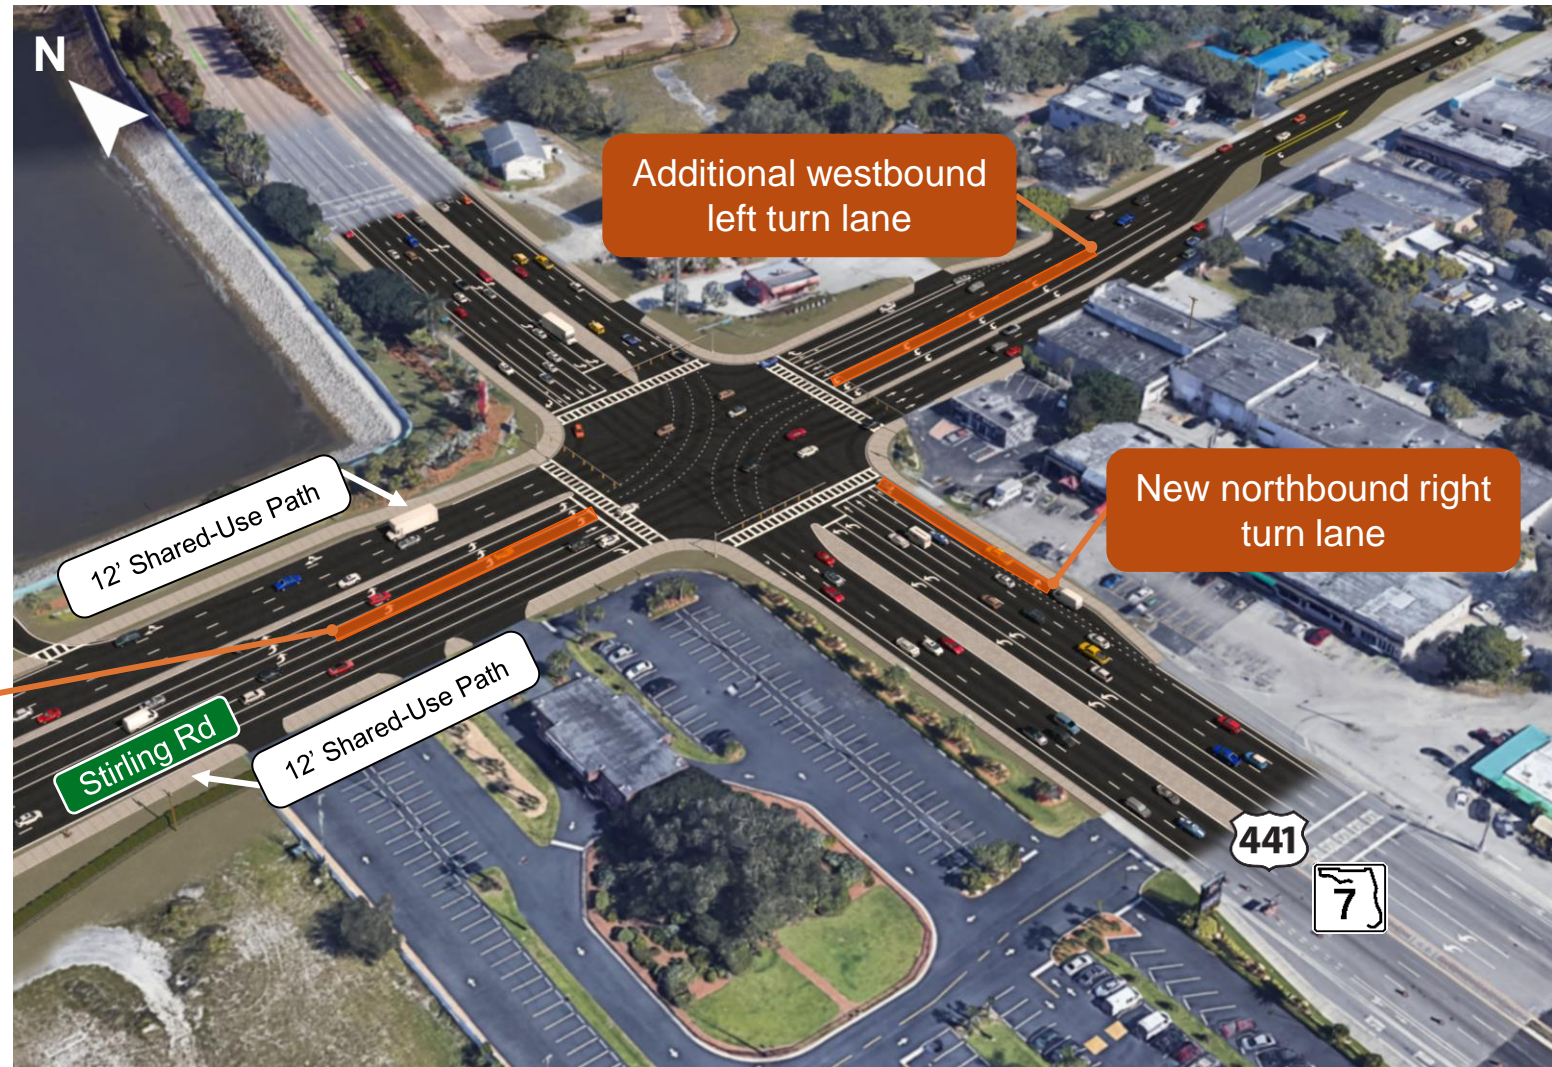 N
Additional westbound
left turn lane
New northbound right
turn lane
12’ Shared-Use Path
12’ Shared-Use Path
Stirling Rd
441
7